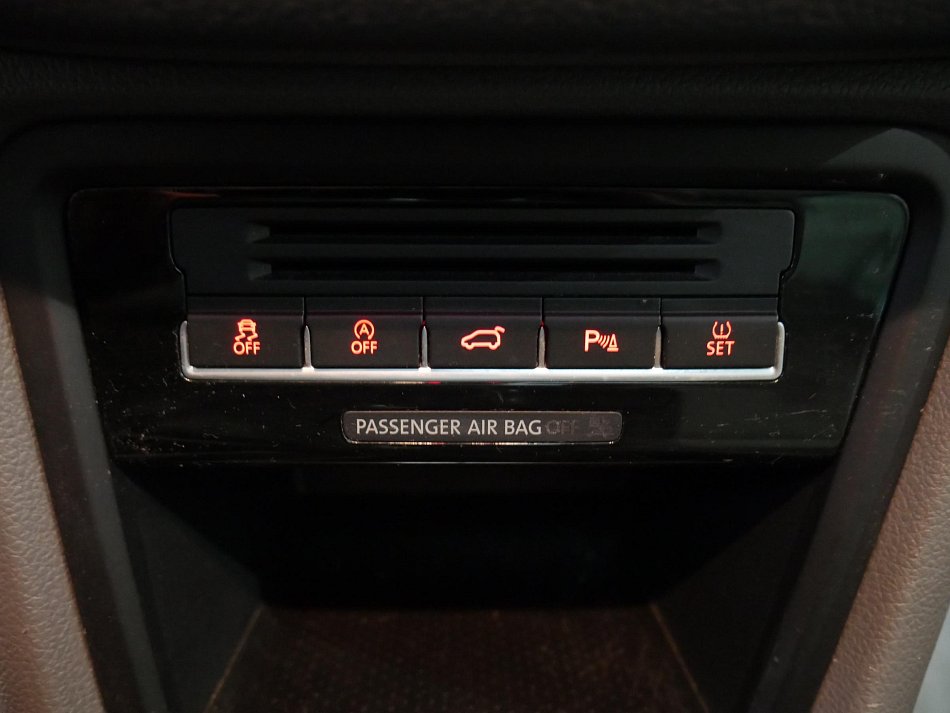 OFF
A
OFF
P
SET
PASSENGER AIR BAG OFF